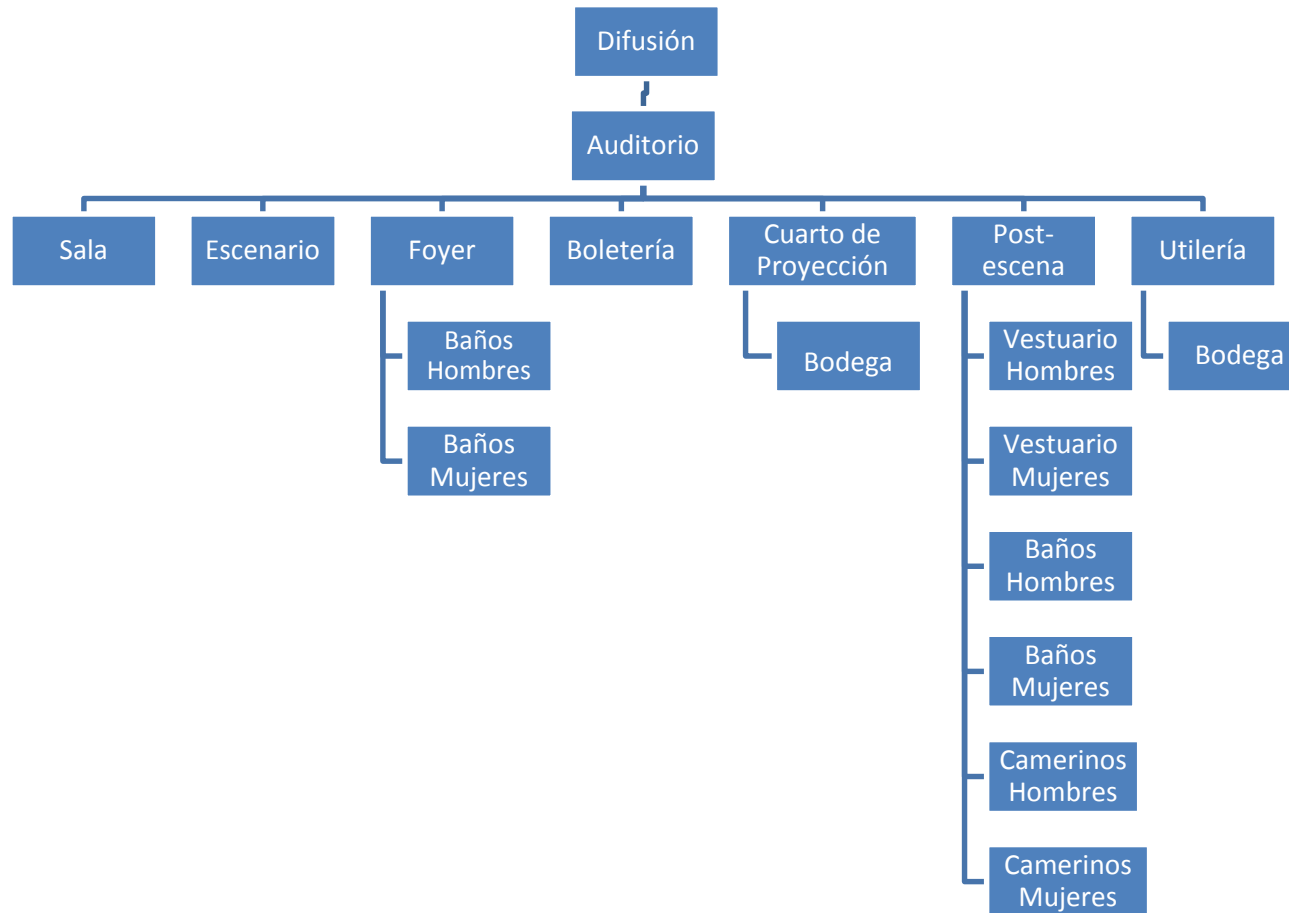 Difusión
Auditorio
Sala
Escenario
Foyer
Boletería
Cuarto de
Proyección
Post-
escena
Utilería
Baños
Hombres
Baños
Mujeres
Bodega
Vestuario
Hombres
Vestuario
Mujeres
Baños
Hombres
Baños
Mujeres
Camerinos
Hombres
Camerinos
Mujeres
Bodega